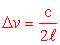 Δν = c / 2ℓ